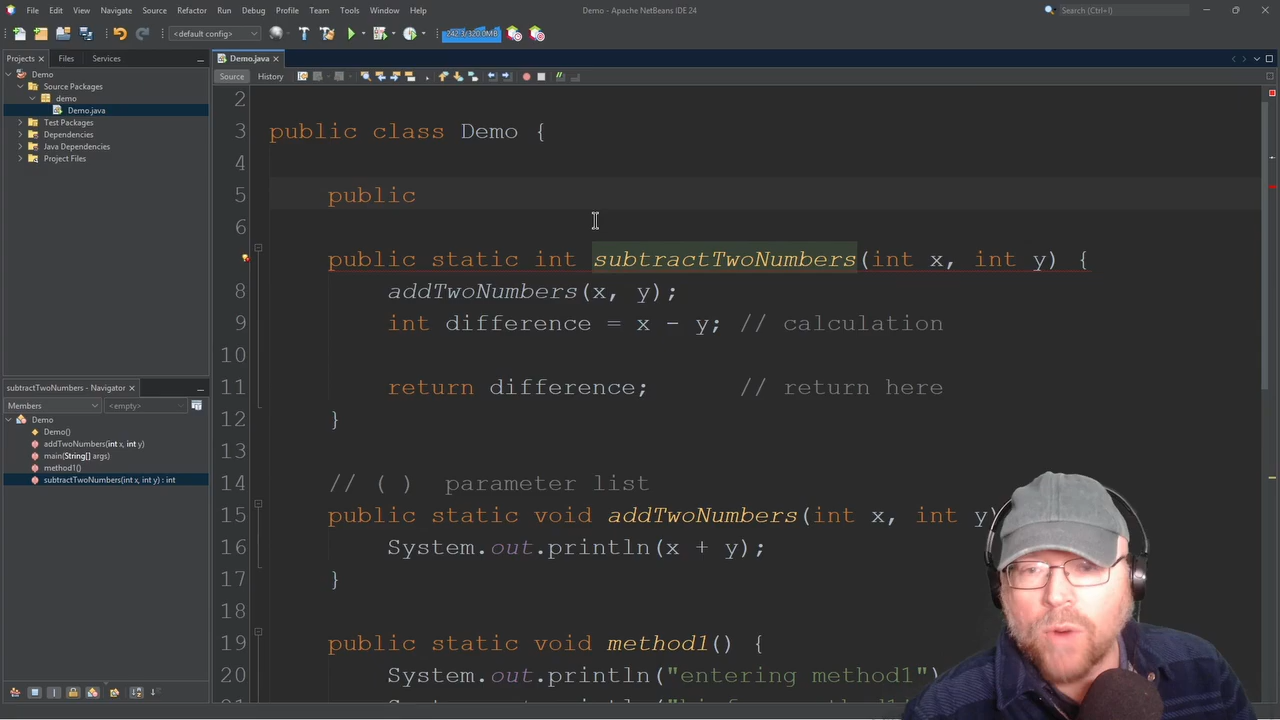 File Edit View Navigate Source Refactor Run Debug Profile Team Tools Window Help
Demo - Apache NetBeans IDE 24
Search (Ctrl+I)
<default config>
242.3/320.0MB
Projects Files Services
Demo
Source Packages
demo
Demo.java
Test Packages
Dependencies
Java Dependencies
Project Files
subtractTwoNumbers - Navigator
Members <empty>
Demo
Demo()
addTwoNumbers(int x, int y)
main(String[] args)
method1()
subtractTwoNumbers(int x, int y) : int
Demo.java
Source History
2
3 public class Demo {
4
5 public
6
public static int subtractTwoNumbers(int x, int y) {
8 addTwoNumbers(x, y);
9 int difference = x - y; // calculation
10
11 return difference; // return here
12 }
13
14 // ( ) parameter list
15 public static void addTwoNumbers(int x, int y)
16 System.out.println(x + y);
17 }
18
19 public static void method1() {
20 System.out.println("entering method1")